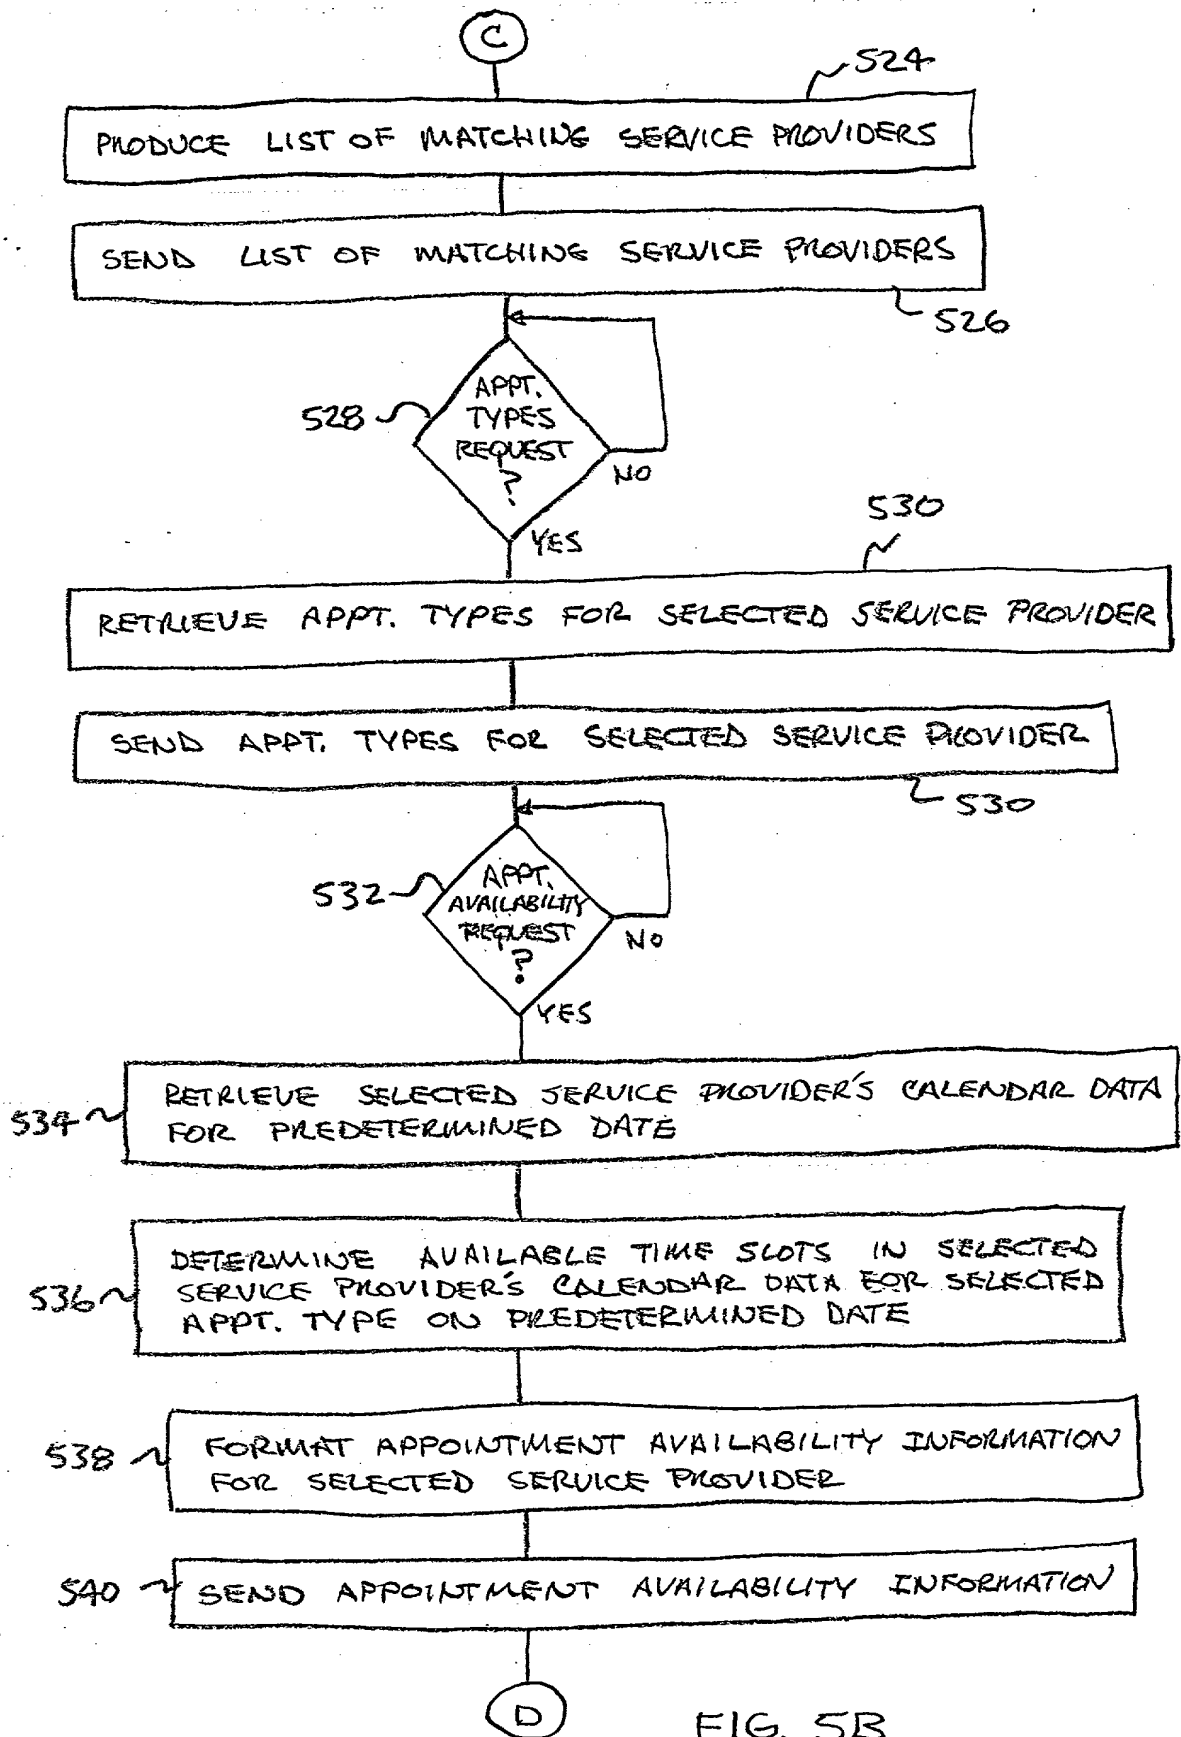 C
524
PRODUCE LIST OF MATCHING SERVICE PROVIDERS
SEND LIST OF MATCHING SERVICE PROVIDERS
526
528
APPT.
TYPES
REQUEST
?
NO
YES
530
RETRIEVE APPT. TYPES FOR SELECTED SERVICE PROVIDER
SEND APPT. TYPES FOR SELECTED SERVICE PROVIDER
530
532
APPT.
AVAILABILITY
REQUEST
?
NO
YES
534
RETRIEVE SELECTED SERVICE PROVIDER'S CALENDAR DATA
FOR PREDETERMINED DATE
536
DETERMINE AVAILABLE TIME SLOTS IN SELECTED
SERVICE PROVIDER'S CALENDAR DATA FOR SELECTED
APPT. TYPE ON PREDETERMINED DATE
538
FORMAT APPOINTMENT AVAILABILITY INFORMATION
FOR SELECTED SERVICE PROVIDER
540
SEND APPOINTMENT AVAILABILITY INFORMATION
D
FIG. 5B